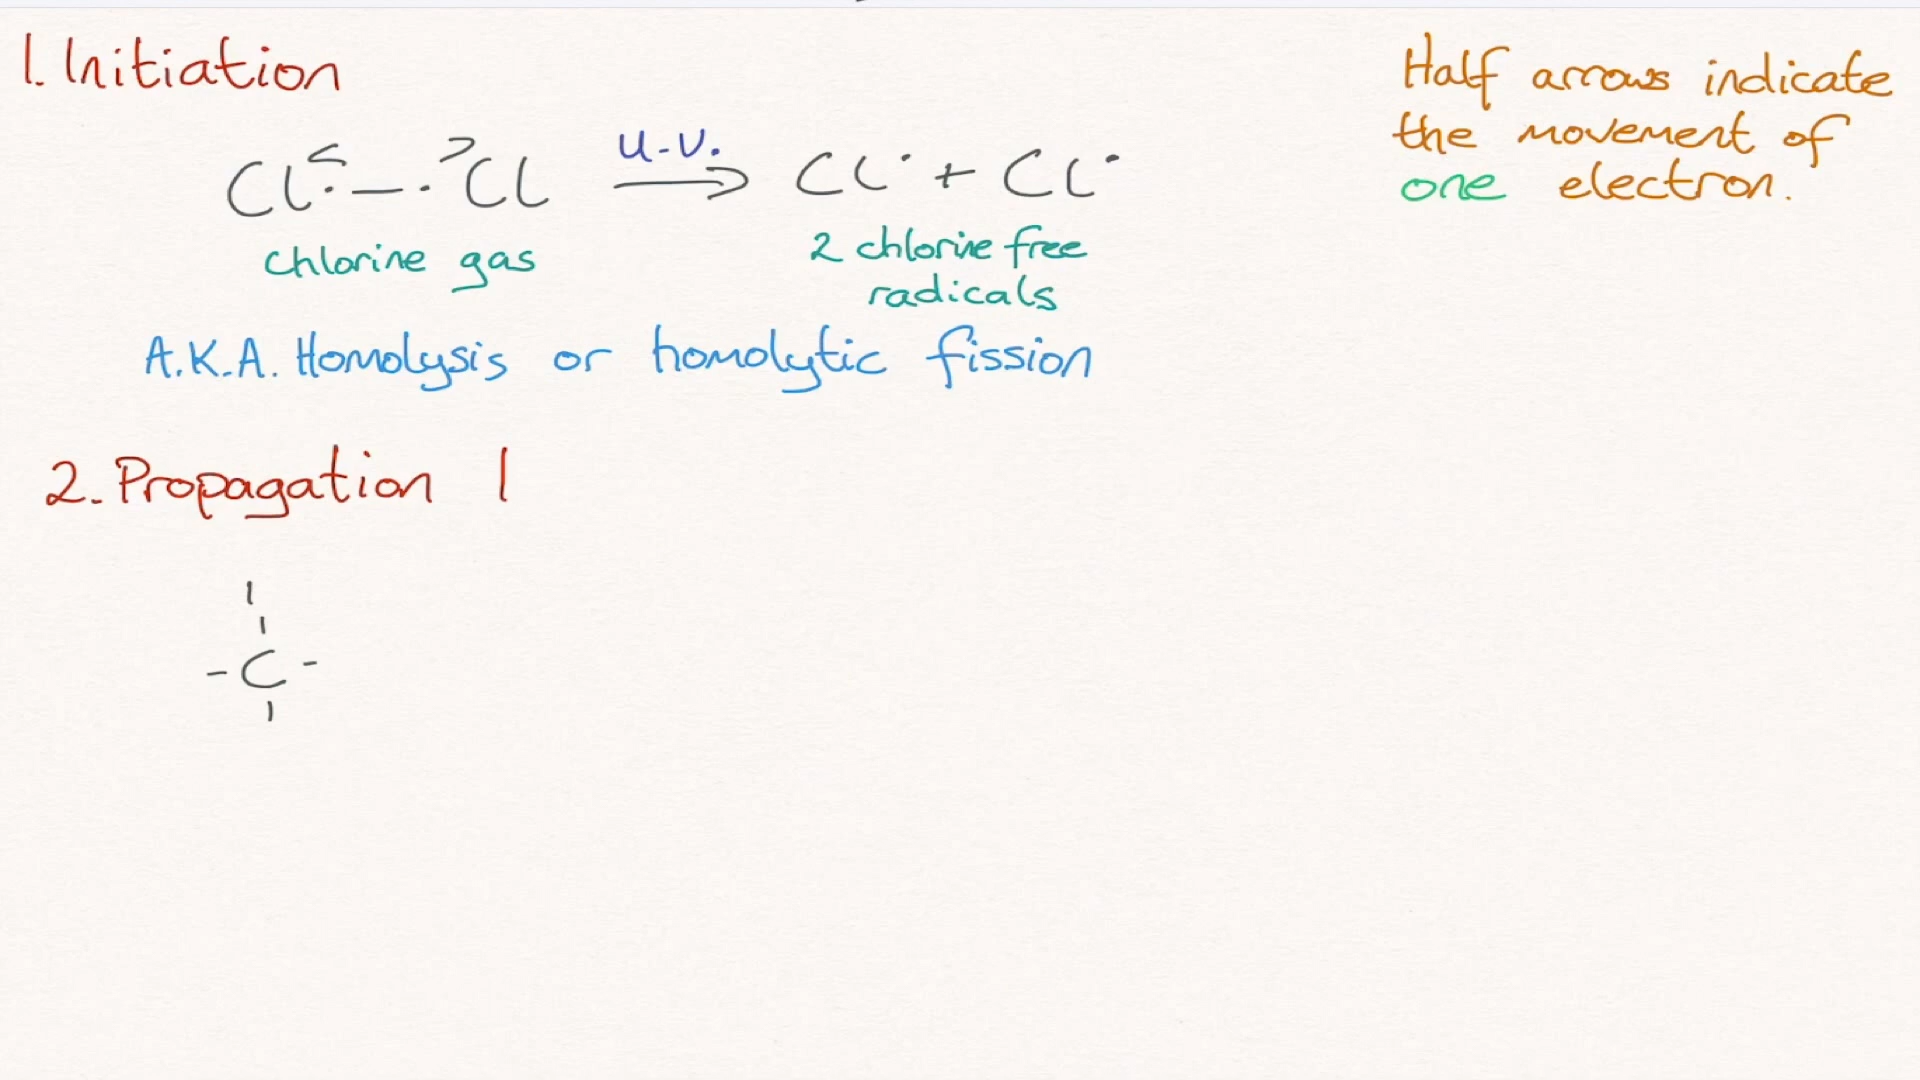 1. Initiation
Half arrows indicate
the movement of
one electron.
Cl·—·Cl u.v. → Cl· + Cl·
chlorine gas
2 chlorine free
radicals
A.K.A. Homolysis or homolytic fission
2. Propagation 1
-C-